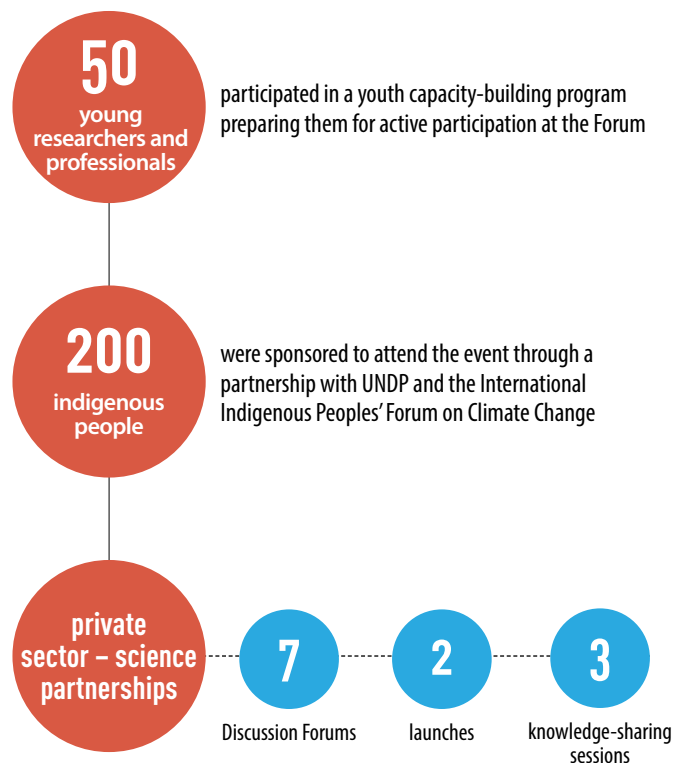 50
young
researchers and
professionals
participated in a youth capacity-building program
preparing them for active participation at the Forum
200
indigenous
people
were sponsored to attend the event through a
partnership with UNDP and the International
Indigenous Peoples’ Forum on Climate Change
private
sector – science
partnerships
7
Discussion Forums
2
launches
3
knowledge-sharing
sessions